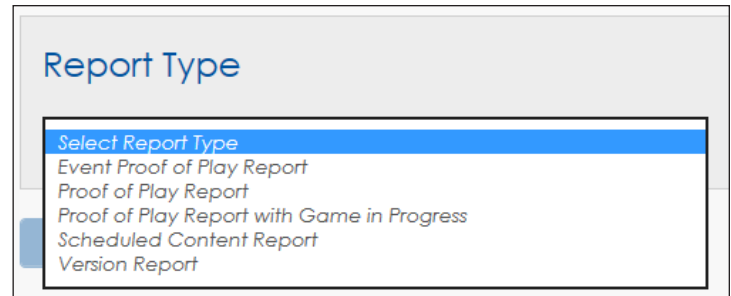 Report Type
Select Report Type
Event Proof of Play Report
Proof of Play Report
Proof of Play Report with Game in Progress
Scheduled Content Report
Version Report